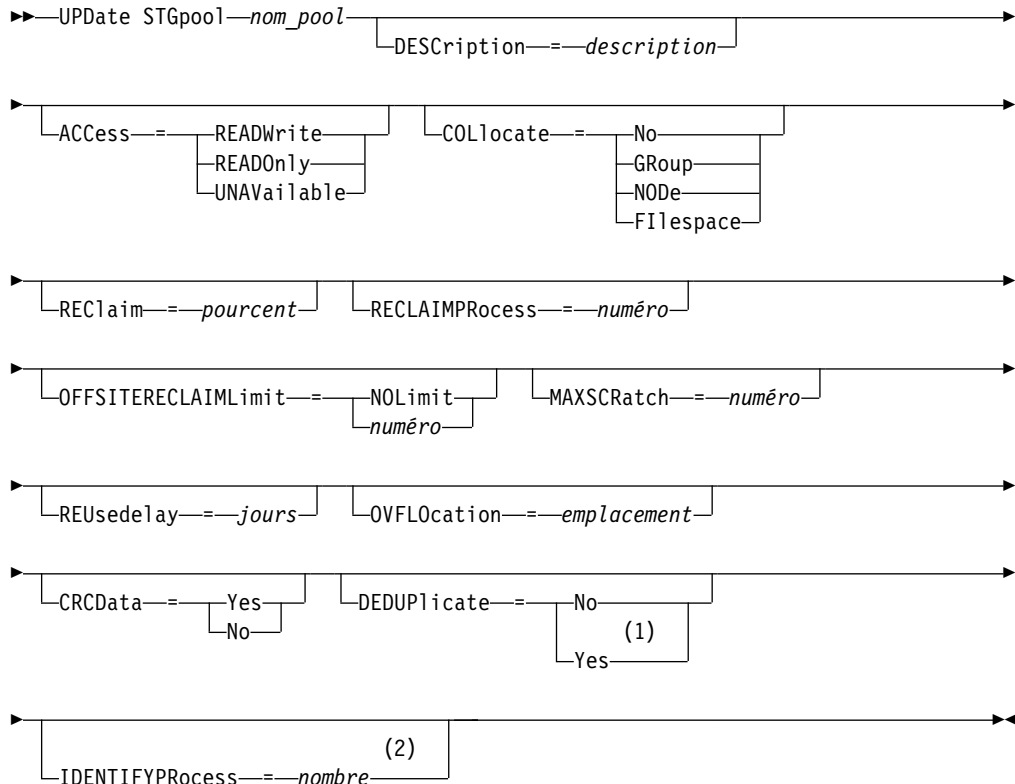 UPDate STGpool nom_pool
DESCription = description
ACCess = READWrite
READOnly
UNAVailable
COLlocate = No
GRoup
NODe
FIlespace
REClaim = pourcent
RECLAIMPRocess = numéro
OFFSITERECLAIMLimit = NOLimit
numéro
MAXSCRatch = numéro
REUsedelay = jours
OVFLOcation = emplacement
CRCData = Yes
No
DEDUPlicate = No
(1)
Yes
(2)
IDENTIFYPRocess = nombre